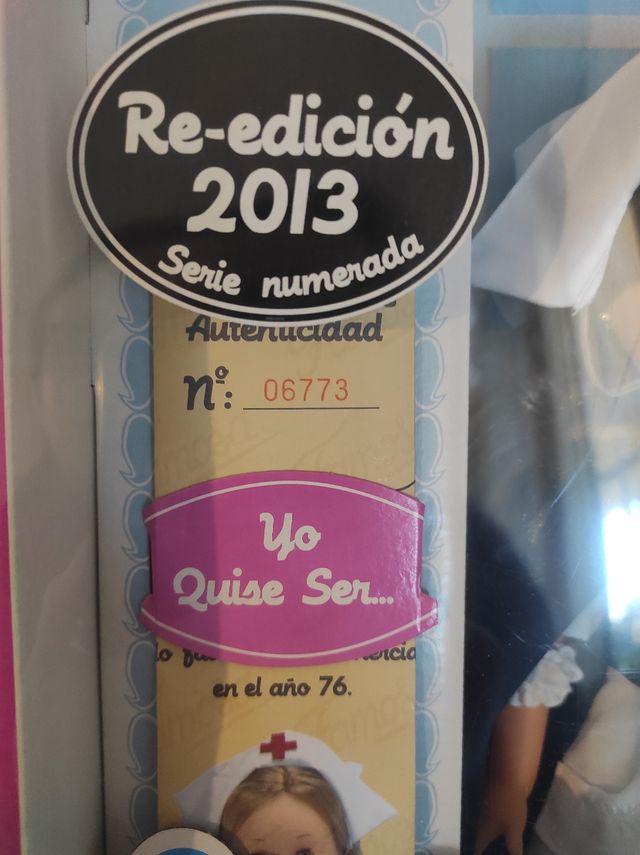 Re-edición
2013
Serie numerada
Autenticidad
nº: 06773
Yo
Quise Ser...
en el año 76.